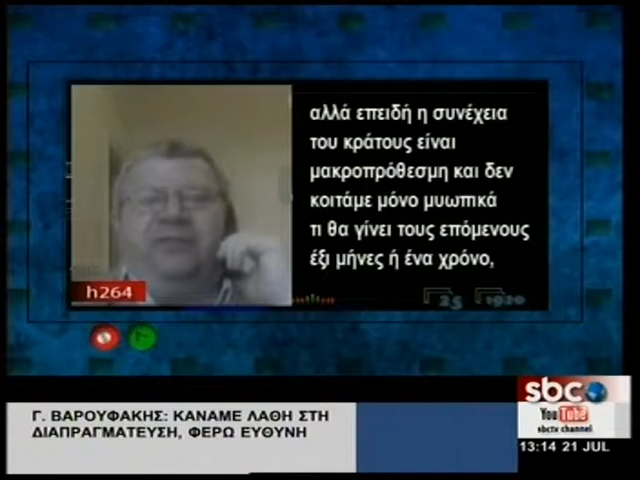 αλλά επειδή η συνέχεια
του κράτους είναι
μακροπρόθεσμη και δεν
κοιτάμε μόνο μυωπικά
τι θα γίνει τους επόμενους
έξι μήνες ή ένα χρόνο,
h264
25 1920
Γ. ΒΑΡΟΥΦΑΚΗΣ: ΚΑΝΑΜΕ ΛΑΘΗ ΣΤΗ
ΔΙΑΠΡΑΓΜΑΤΕΥΣΗ, ΦΕΡΩ ΕΥΘΥΝΗ
sbc
YouTube
sbctv channel
13:14 21 JUL